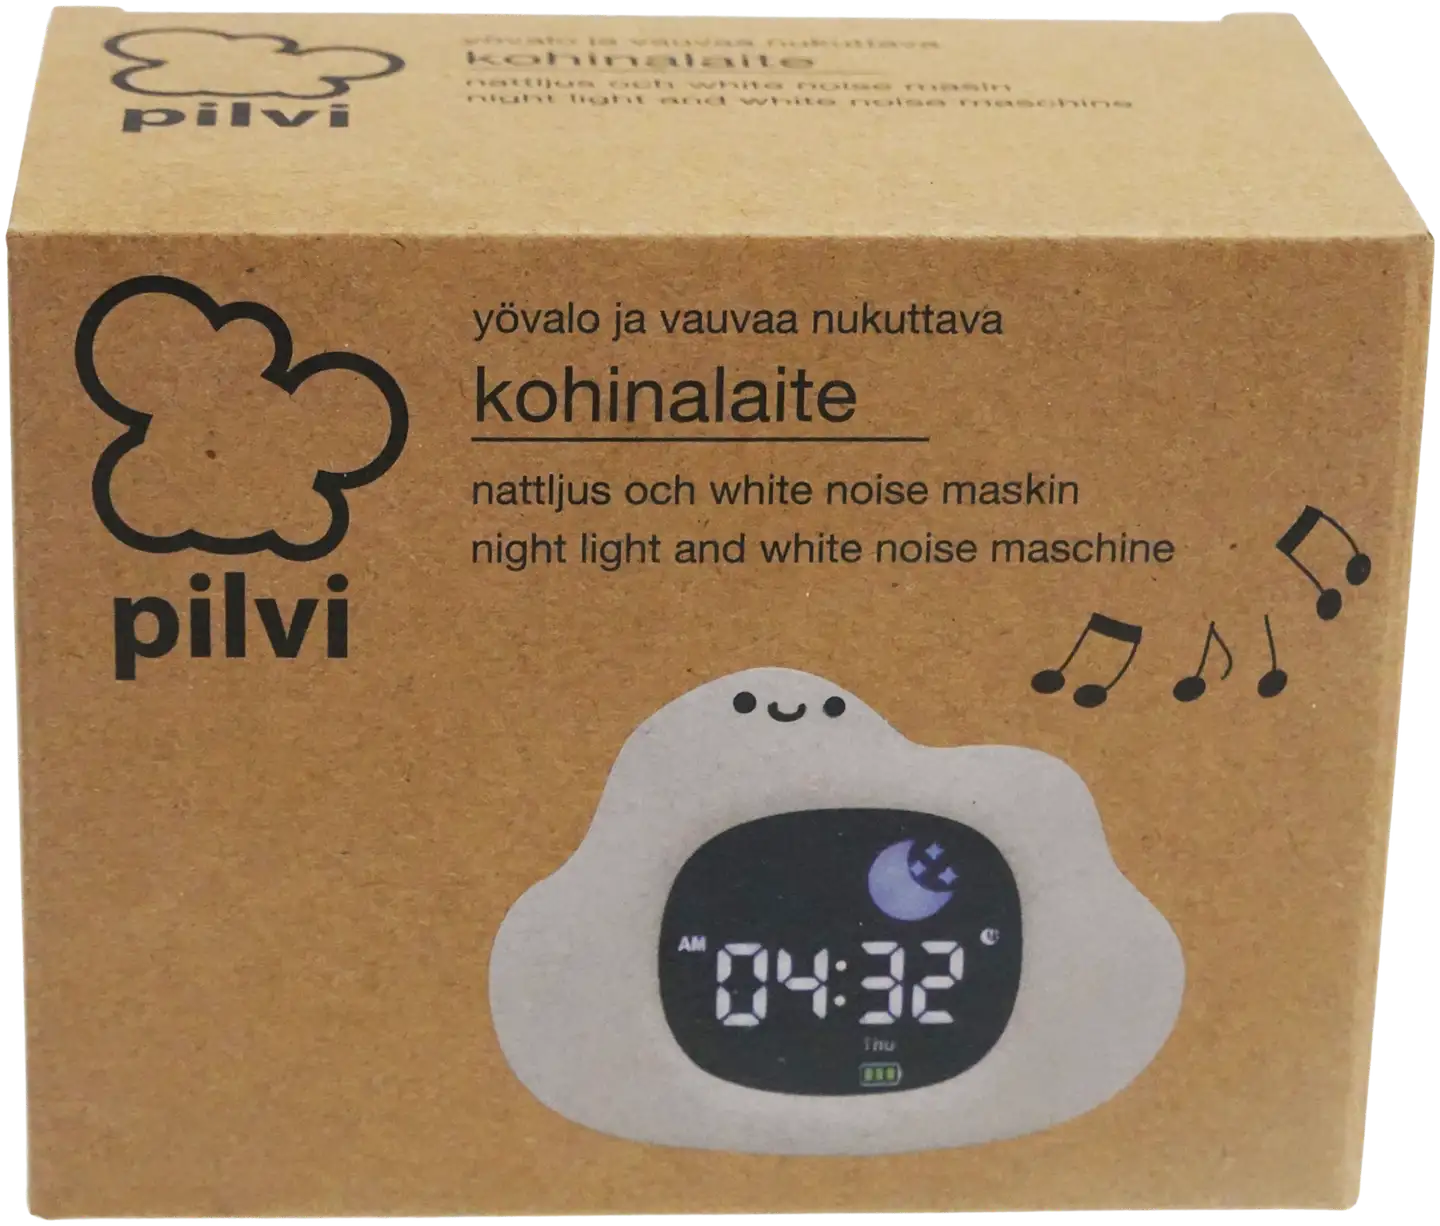 pilvi
yövalo ja vauvaa nukuttava
kohinalaite
nattljus och white noise masin
night light and white noise maschine
pilvi
yövalo ja vauvaa nukuttava
kohinalaite
nattljus och white noise maskin
night light and white noise maschine
AM 04:32
Thu